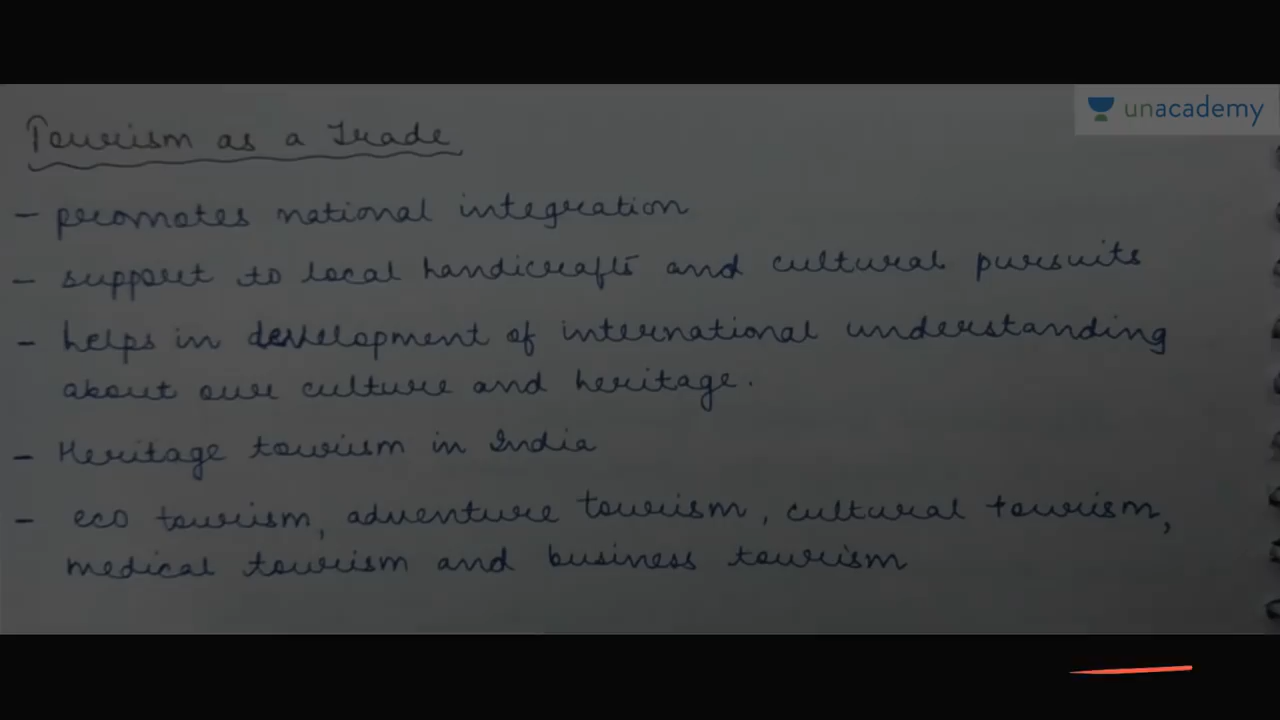 unacademy
Tourism as a Trade
- promotes national integration
- support to local handicrafts and cultural pursuits
- helps in development of international understanding
about our culture and heritage.
- Heritage tourism in India
- eco tourism, adventure tourism, cultural tourism,
medical tourism and business tourism